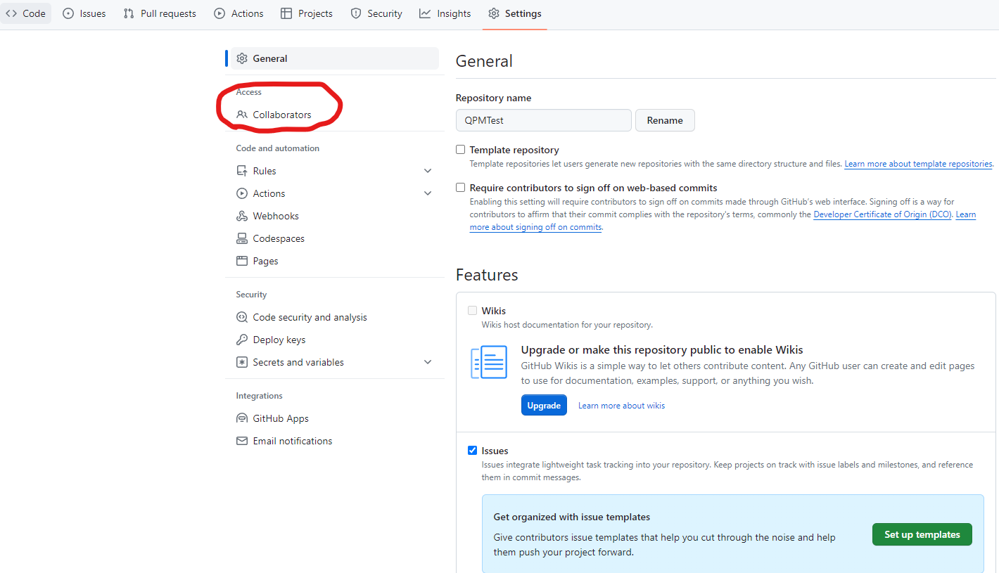 Code
Issues
Pull requests
Actions
Projects
Security
Insights
Settings
General
Access
Collaborators
Code and automation
Rules
Actions
Webhooks
Codespaces
Pages
Security
Code security and analysis
Deploy keys
Secrets and variables
Integrations
GitHub Apps
Email notifications
General
Repository name
QPMTest
Rename
Template repository
Template repositories let users generate new repositories with the same directory structure and files. Learn more about template repositories.
Require contributors to sign off on web-based commits
Enabling this setting will require contributors to sign off on commits made through GitHub's web interface. Signing off is a way for
contributors to affirm that their commit complies with the repository's terms, commonly the Developer Certificate of Origin (DCO). Learn
more about signing off on commits.
Features
Wikis
Wikis host documentation for your repository.
Upgrade or make this repository public to enable Wikis
GitHub Wikis is a simple way to let others contribute content. Any GitHub user can create and edit pages
to use for documentation, examples, support, or anything you wish.
Upgrade
Learn more about wikis
Issues
Issues integrate lightweight task tracking into your repository. Keep projects on track with issue labels and milestones, and reference
them in commit messages.
Get organized with issue templates
Give contributors issue templates that help you cut through the noise and help
them push your project forward.
Set up templates